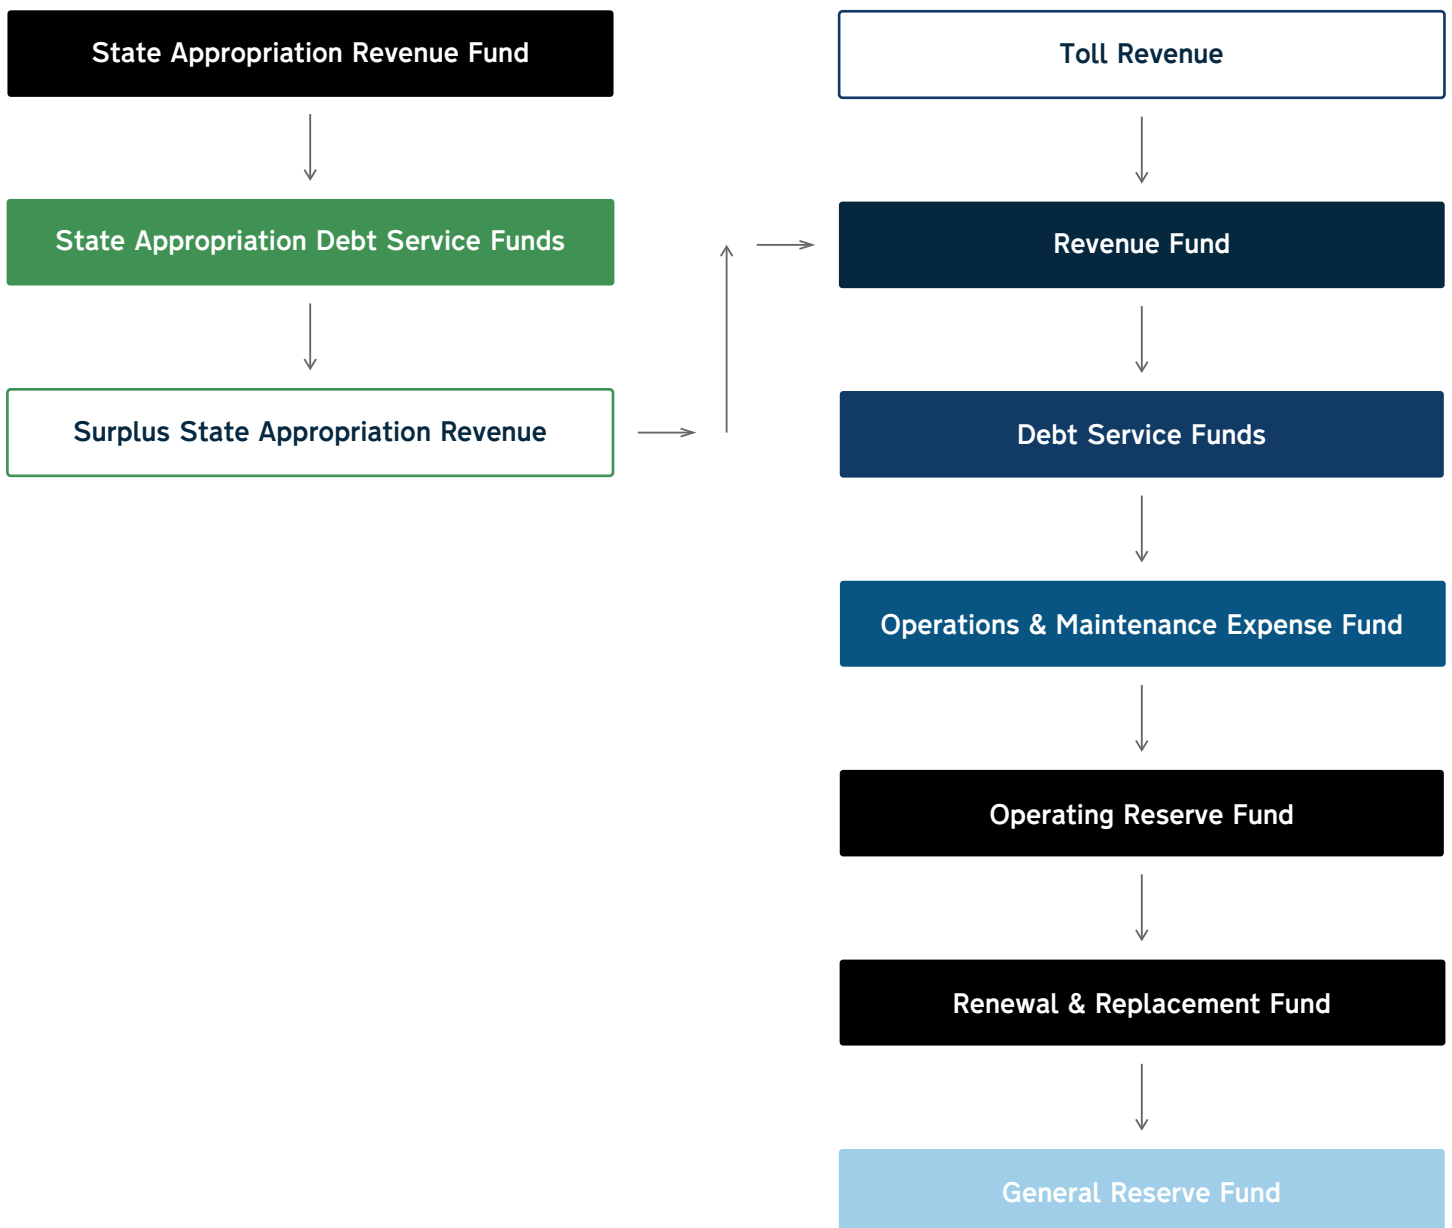 State Appropriation Revenue Fund
State Appropriation Debt Service Funds
Surplus State Appropriation Revenue
Toll Revenue
Revenue Fund
Debt Service Funds
Operations & Maintenance Expense Fund
Operating Reserve Fund
Renewal & Replacement Fund
General Reserve Fund